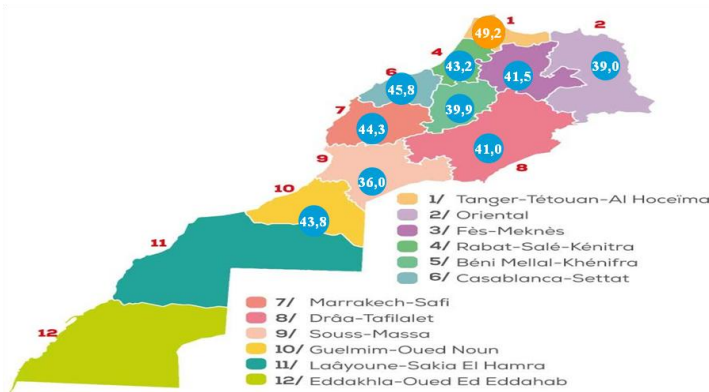 1
2
49,2
4
43,2
41,5
39,0
6
45,8
39,9
7
44,3
41,0
9
36,0
8
10
43,8
11
12
1/ Tanger-Tétouan-Al Hoceïma
2/ Oriental
3/ Fès-Meknès
4/ Rabat-Salé-Kénitra
5/ Béni Mellal-Khénifra
6/ Casablanca-Settat
7/ Marrakech-Safi
8/ Drâa-Tafilalet
9/ Souss-Massa
10/ Guelmim-Oued Noun
11/ Laâyoune-Sakia El Hamra
12/ Eddakhla-Oued Ed Eddahab